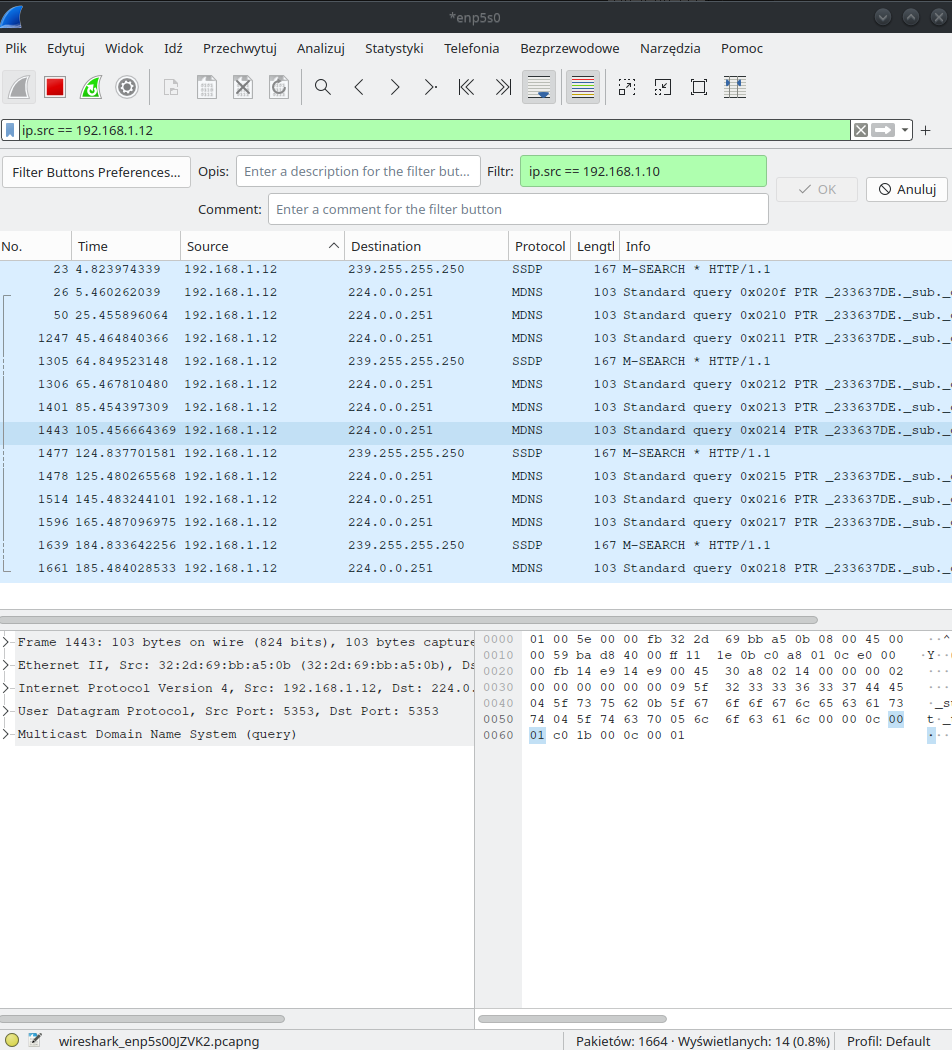 *enp5s0
Plik Edytuj Widok Idź Przechwytuj Analizuj Statystyki Telefonia Bezprzewodowe Narzędzia Pomoc
ip.src == 192.168.1.12
Filter Buttons Preferences... Opis: Enter a description for the filter but... Filtr: ip.src == 192.168.1.10 OK Anuluj
Comment: Enter a comment for the filter button
No. Time Source Destination Protocol Lengtl Info
23 4.823974339 192.168.1.12 239.255.255.250 SSDP 167 M-SEARCH * HTTP/1.1
26 5.460262039 192.168.1.12 224.0.0.251 MDNS 103 Standard query 0x020f PTR _233637DE._sub._
50 25.455896064 192.168.1.12 224.0.0.251 MDNS 103 Standard query 0x0210 PTR _233637DE._sub._
1247 45.464840366 192.168.1.12 224.0.0.251 MDNS 103 Standard query 0x0211 PTR _233637DE._sub._
1305 64.849523148 192.168.1.12 239.255.255.250 SSDP 167 M-SEARCH * HTTP/1.1
1306 65.467810480 192.168.1.12 224.0.0.251 MDNS 103 Standard query 0x0212 PTR _233637DE._sub._
1401 85.454397309 192.168.1.12 224.0.0.251 MDNS 103 Standard query 0x0213 PTR _233637DE._sub._
1443 105.456664369 192.168.1.12 224.0.0.251 MDNS 103 Standard query 0x0214 PTR _233637DE._sub._
1477 124.837701581 192.168.1.12 239.255.255.250 SSDP 167 M-SEARCH * HTTP/1.1
1478 125.480265568 192.168.1.12 224.0.0.251 MDNS 103 Standard query 0x0215 PTR _233637DE._sub._
1514 145.483244101 192.168.1.12 224.0.0.251 MDNS 103 Standard query 0x0216 PTR _233637DE._sub._
1596 165.487096975 192.168.1.12 224.0.0.251 MDNS 103 Standard query 0x0217 PTR _233637DE._sub._
1639 184.833642256 192.168.1.12 239.255.255.250 SSDP 167 M-SEARCH * HTTP/1.1
1661 185.484028533 192.168.1.12 224.0.0.251 MDNS 103 Standard query 0x0218 PTR _233637DE._sub._
Frame 1443: 103 bytes on wire (824 bits), 103 bytes capture
Ethernet II, Src: 32:2d:69:bb:a5:0b (32:2d:69:bb:a5:0b), Ds
Internet Protocol Version 4, Src: 192.168.1.12, Dst: 224.0.
User Datagram Protocol, Src Port: 5353, Dst Port: 5353
Multicast Domain Name System (query)
0000 01 00 5e 00 00 fb 32 2d 69 bb a5 0b 08 00 45 00 ··^
0010 00 59 ba d8 40 00 ff 11 1e 0b c0 a8 01 0c e0 00 ·Y··
0020 00 fb 14 e9 14 e9 00 45 30 a8 02 14 00 00 00 02 ····
0030 00 00 00 00 00 00 09 5f 32 33 33 36 33 37 44 45 ····
0040 04 5f 73 75 62 0b 5f 67 6f 6f 67 6c 65 63 61 73 ·_s
0050 74 04 5f 74 63 70 05 6c 6f 63 61 6c 00 00 0c 00 t·_
0060 01 c0 1b 00 0c 00 01 ····
wireshark_enp5s00JZVK2.pcapng Pakietów: 1664 · Wyświetlanych: 14 (0.8%) Profil: Default